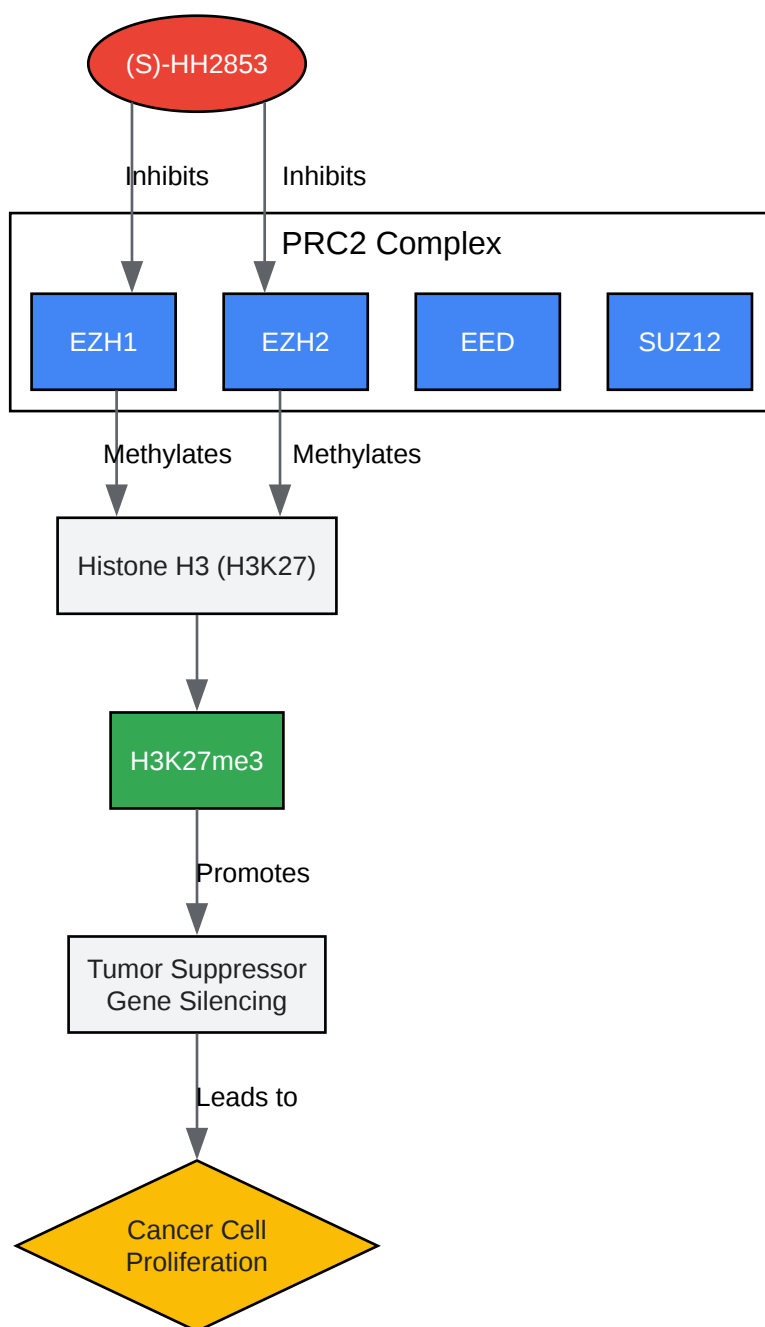 (S)-HH2853
Inhibits
Inhibits
PRC2 Complex
EZH1
EZH2
EED
SUZ12
Methylates
Methylates
Histone H3 (H3K27)
H3K27me3
Promotes
Tumor Suppressor
Gene Silencing
Leads to
Cancer Cell
Proliferation